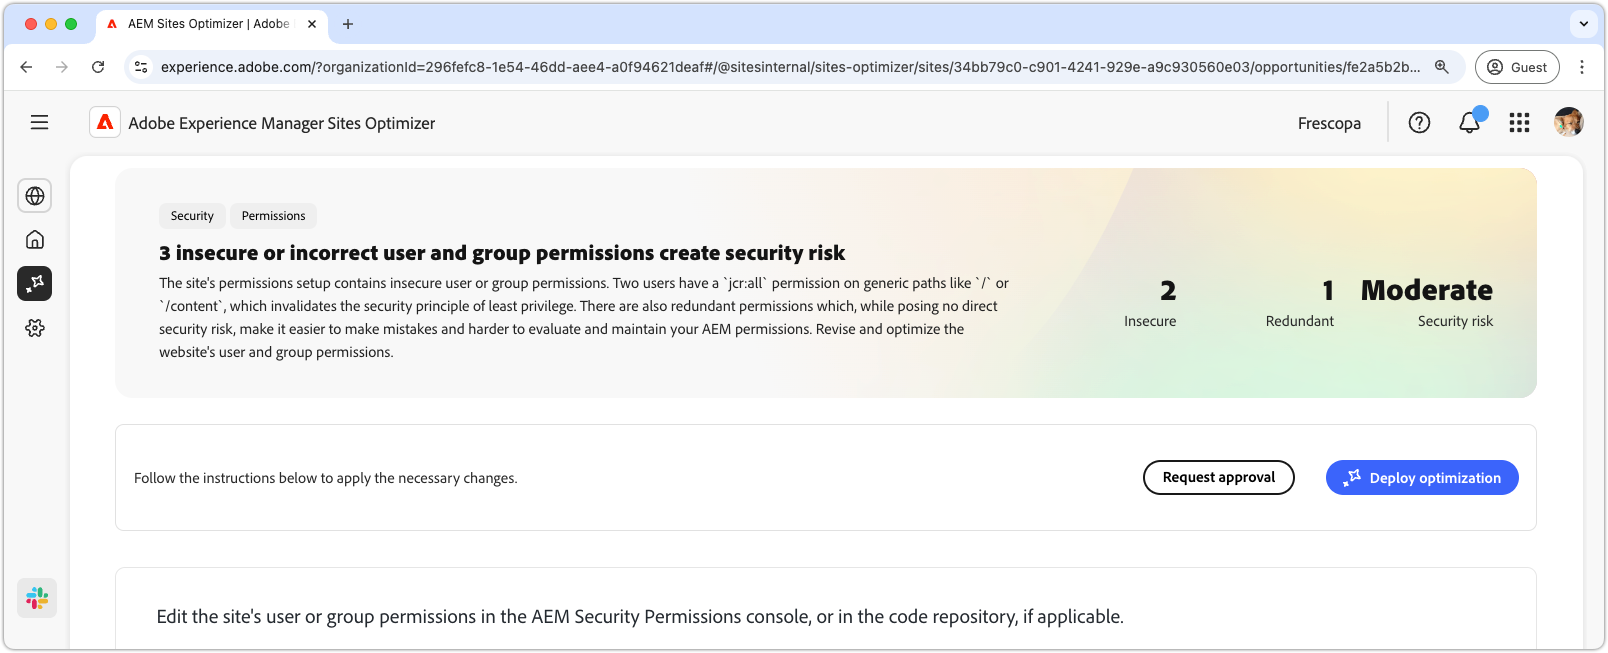 AEM Sites Optimizer | Adobe
experience.adobe.com/?organizationId=296fefc8-1e54-46dd-aee4-a0f94621deaf#/@sitesinternal/sites-optimizer/sites/34bb79c0-c901-4241-929e-a9c930560e03/opportunities/fe2a5b2b...
Guest
Adobe Experience Manager Sites Optimizer
Frescopa
Security
Permissions
3 insecure or incorrect user and group permissions create security risk
The site's permissions setup contains insecure user or group permissions. Two users have a `jcr:all` permission on generic paths like `/` or
`/content`, which invalidates the security principle of least privilege. There are also redundant permissions which, while posing no direct
security risk, make it easier to make mistakes and harder to evaluate and maintain your AEM permissions. Revise and optimize the
website's user and group permissions.
2
Insecure
1
Redundant
Moderate
Security risk
Follow the instructions below to apply the necessary changes.
Request approval
Deploy optimization
Edit the site's user or group permissions in the AEM Security Permissions console, or in the code repository, if applicable.